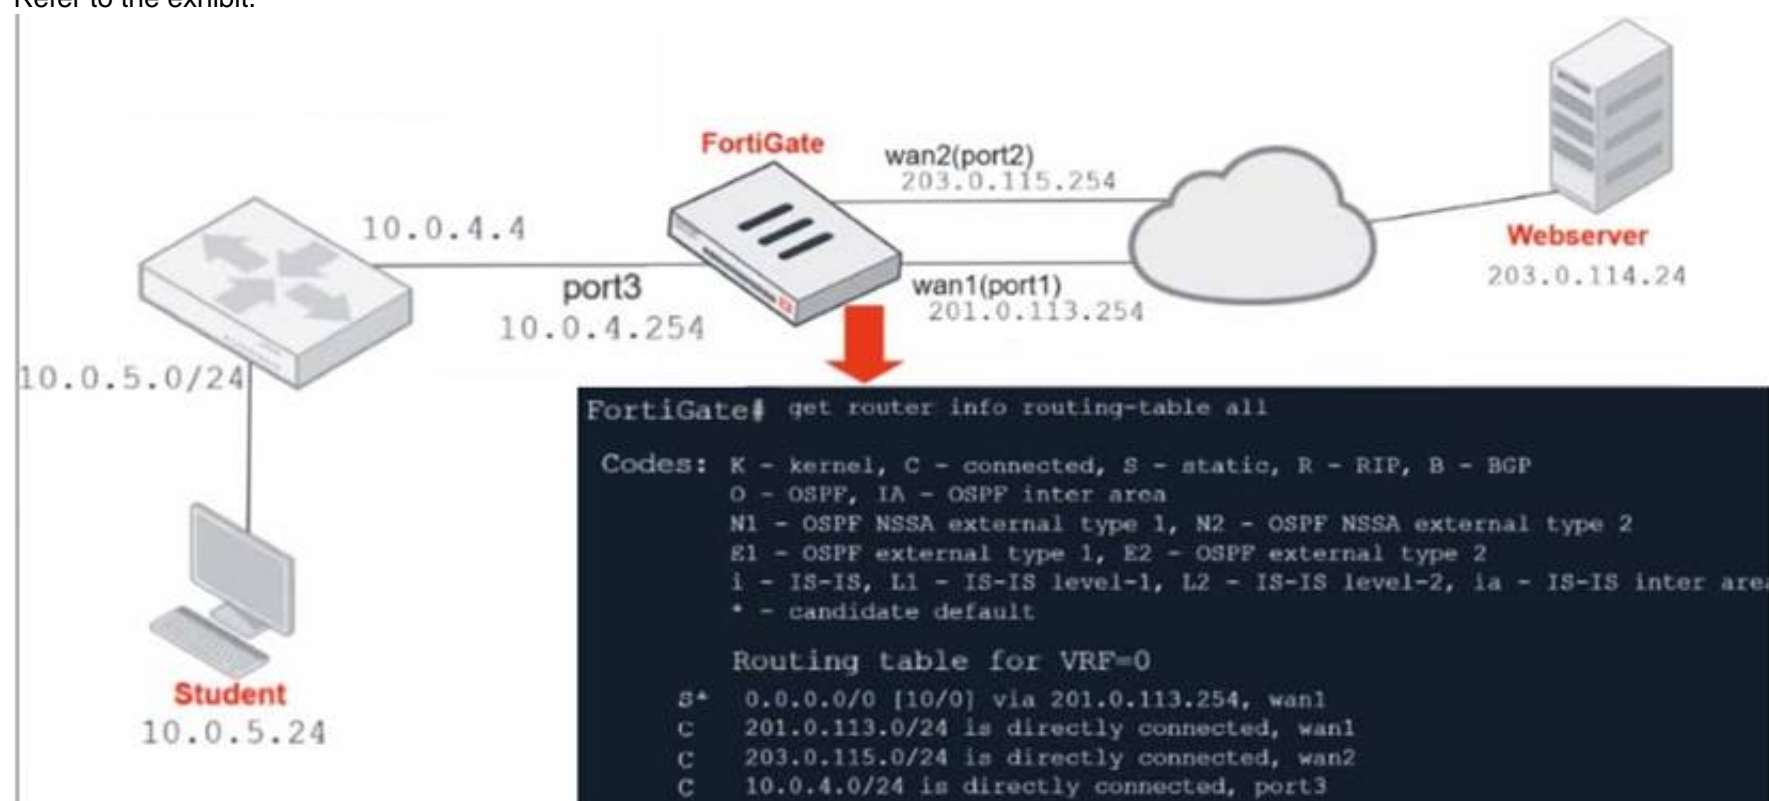 Refer to the exhibit.
FortiGate
wan2(port2)
203.0.115.254
10.0.4.4
port3
10.0.4.254
wan1(port1)
201.0.113.254
Webserver
203.0.114.24
10.0.5.0/24
Student
10.0.5.24
FortiGate# get router info routing-table all
Codes: K - kernel, C - connected, S - static, R - RIP, B - BGP
O - OSPF, IA - OSPF inter area
N1 - OSPF NSSA external type 1, N2 - OSPF NSSA external type 2
E1 - OSPF external type 1, E2 - OSPF external type 2
i - IS-IS, L1 - IS-IS level-1, L2 - IS-IS level-2, ia - IS-IS inter area
* - candidate default
Routing table for VRF=0
S* 0.0.0.0/0 [10/0] via 201.0.113.254, wan1
C 201.0.113.0/24 is directly connected, wan1
C 203.0.115.0/24 is directly connected, wan2
C 10.0.4.0/24 is directly connected, port3